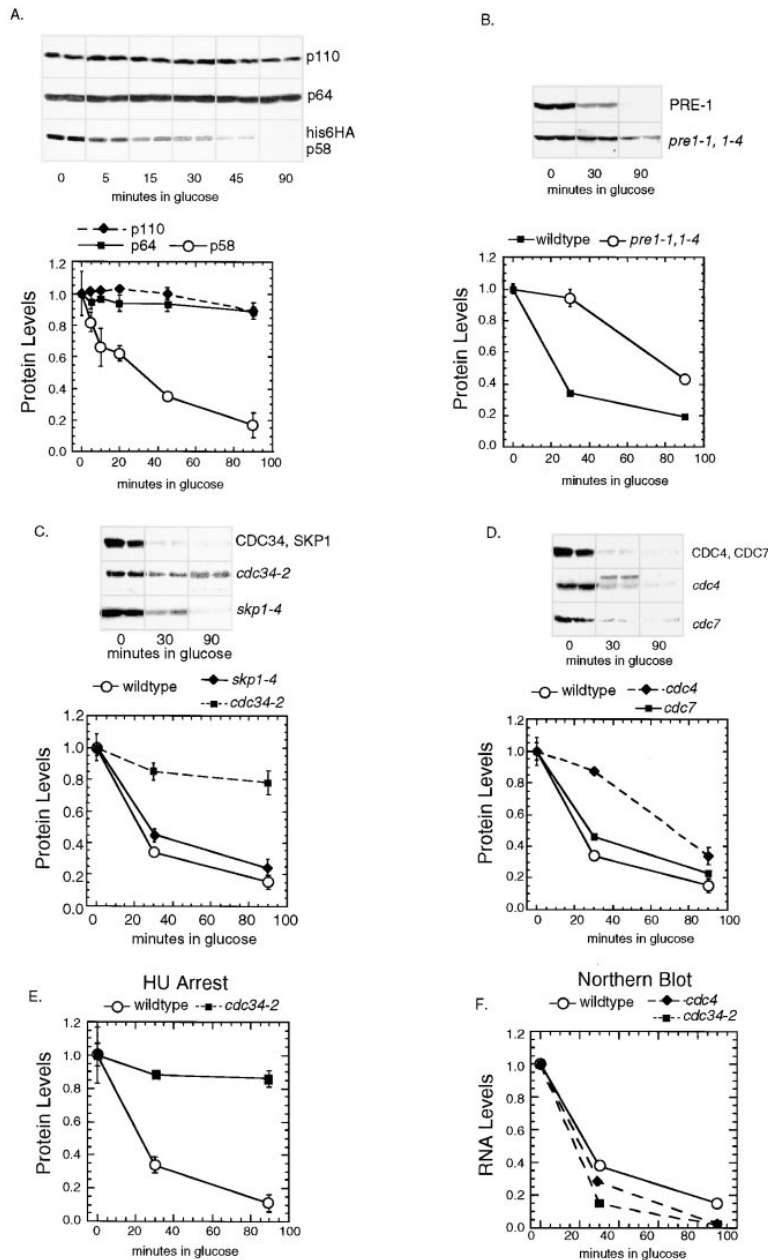 A.
p110
p64
his6HA
p58
0 5 15 30 45 90
minutes in glucose
p110
p64 p58
1.2
1.0
0.8
0.6
0.4
0.2
0.0
Protein Levels
0 20 40 60 80 100
minutes in glucose
B.
PRE-1
pre1-1, 1-4
0 30 90
minutes in glucose
wildtype pre1-1,1-4
1.2
1.0
0.8
0.6
0.4
0.2
0.0
Protein Levels
0 20 40 60 80 100
minutes in glucose
C.
CDC34, SKP1
cdc34-2
skp1-4
0 30 90
minutes in glucose
wildtype skp1-4
cdc34-2
1.2
1.0
0.8
0.6
0.4
0.2
0.0
Protein Levels
0 20 40 60 80 100
minutes in glucose
D.
CDC4, CDC7
cdc4
cdc7
0 30 90
minutes in glucose
wildtype cdc4
cdc7
1.2
1.0
0.8
0.6
0.4
0.2
0.0
Protein Levels
0 20 40 60 80 100
minutes in glucose
HU Arrest
E.
wildtype cdc34-2
1.2
1.0
0.8
0.6
0.4
0.2
0.0
Protein Levels
0 20 40 60 80 100
minutes in glucose
Northern Blot
F.
wildtype cdc4
cdc34-2
1.2
1.0
0.8
0.6
0.4
0.2
0.0
RNA Levels
0 20 40 60 80 100
minutes in glucose